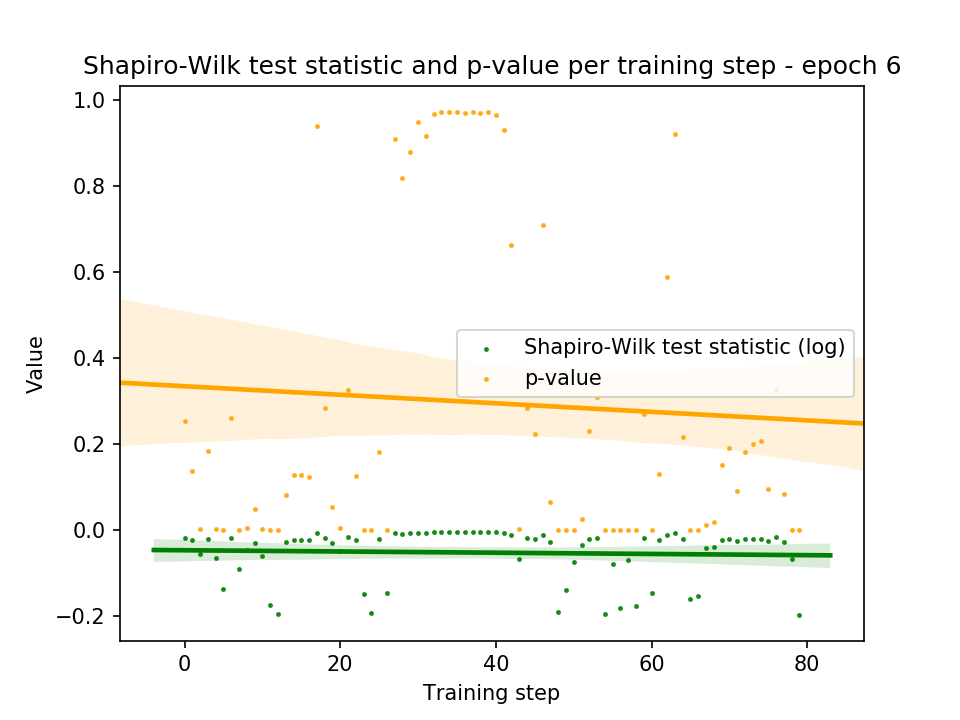 Shapiro-Wilk test statistic and p-value per training step - epoch 6
1.0
0.8
0.6
0.4
0.2
0.0
−0.2
Value
Shapiro-Wilk test statistic (log)
p-value
0 20 40 60 80
Training step